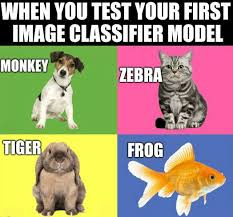 WHEN YOU TEST YOUR FIRST
IMAGE CLASSIFIER MODEL
MONKEY
ZEBRA
TIGER
FROG